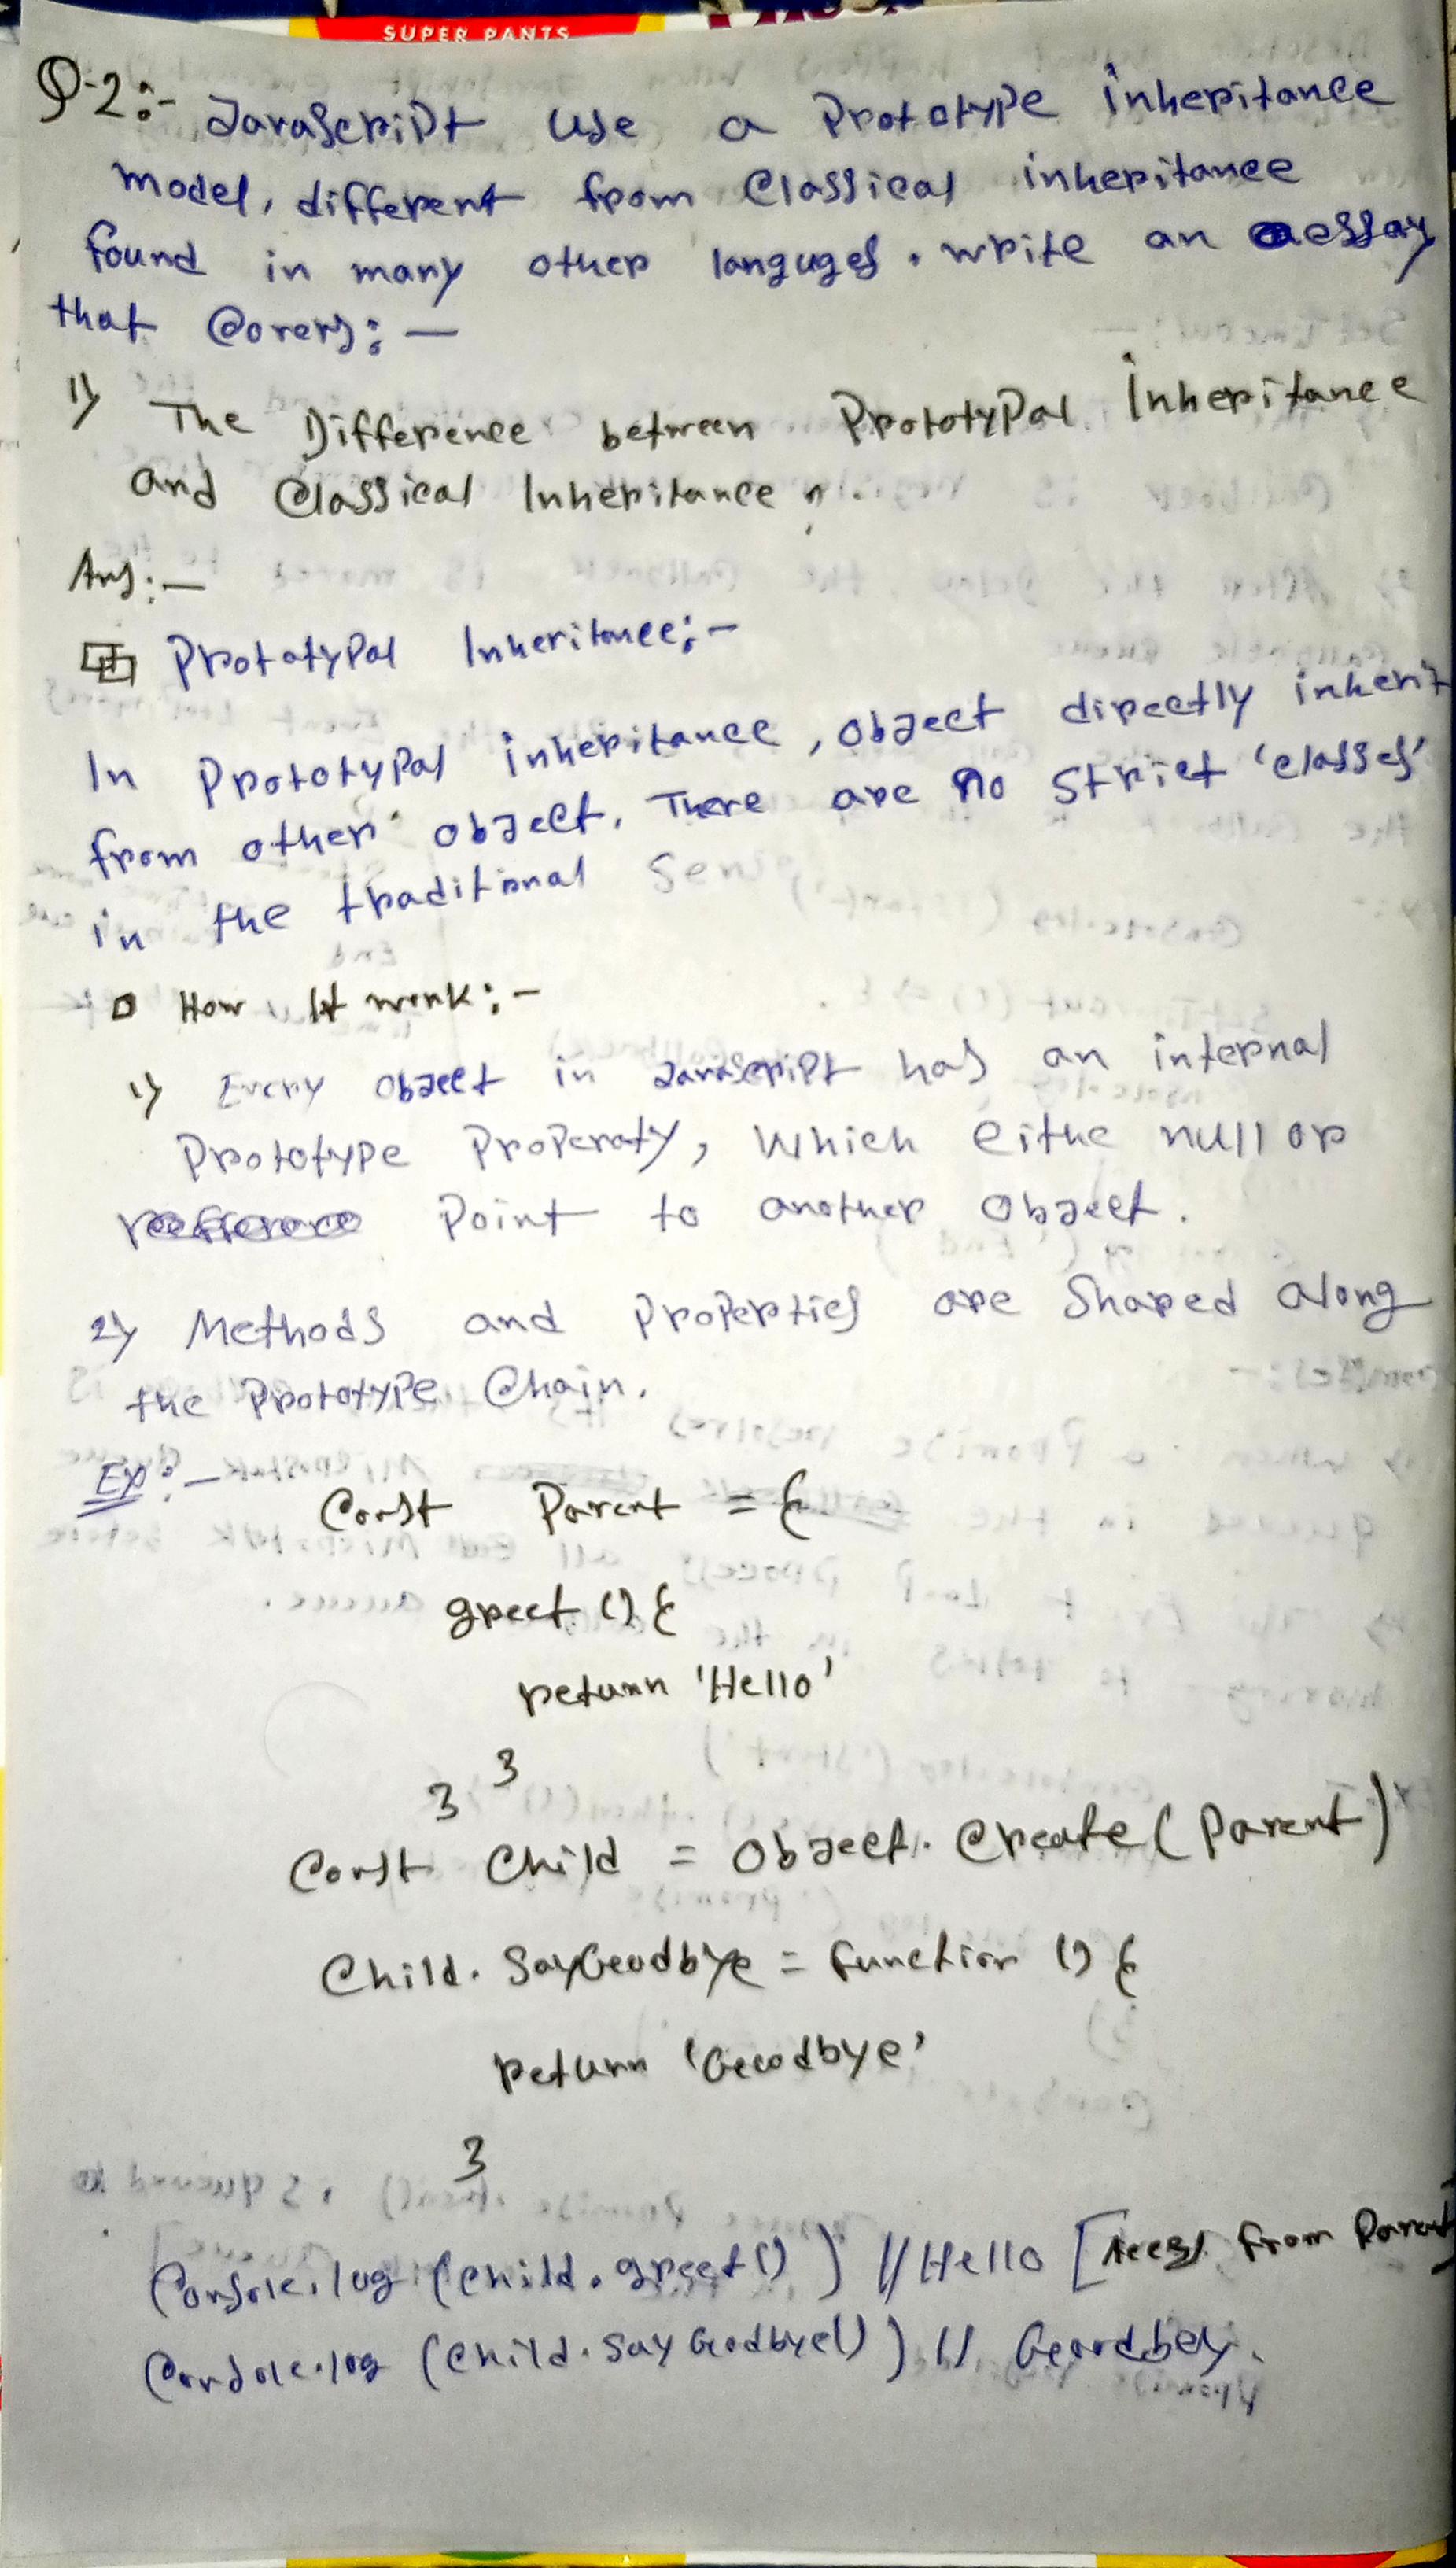 SUPER PANTS
Q-2:- JavaScript use a Prototype inheritance
model, different from Classical inheritance
found in many other languges. write an essay
that Covers:-
1) The Difference between Prototypal Inheritance
and Classical Inheritance.
Ans:-
Prototypal Inheritance:-
In Prototypal inheritance, object directly inherit
from other object. There are no strict 'classes'
in the traditional Sense
How It work:-
1) Every object in JavaScript has an internal
Prototype Properaty, which eithe null or
Point to another object.
2) Methods and Properties are Shared along
the Prototype Chain.
Ex:-
Const Parent = {
greet () {
return 'Hello'
}
}
Const Child = Object.Create(Parent)
Child.SayGoodbye = function () {
return 'Goodbye'
}
Console.log (child.greet()) // Hello [Access from Parent]
Console.log (child.Say Goodbye()) // Goodbey.